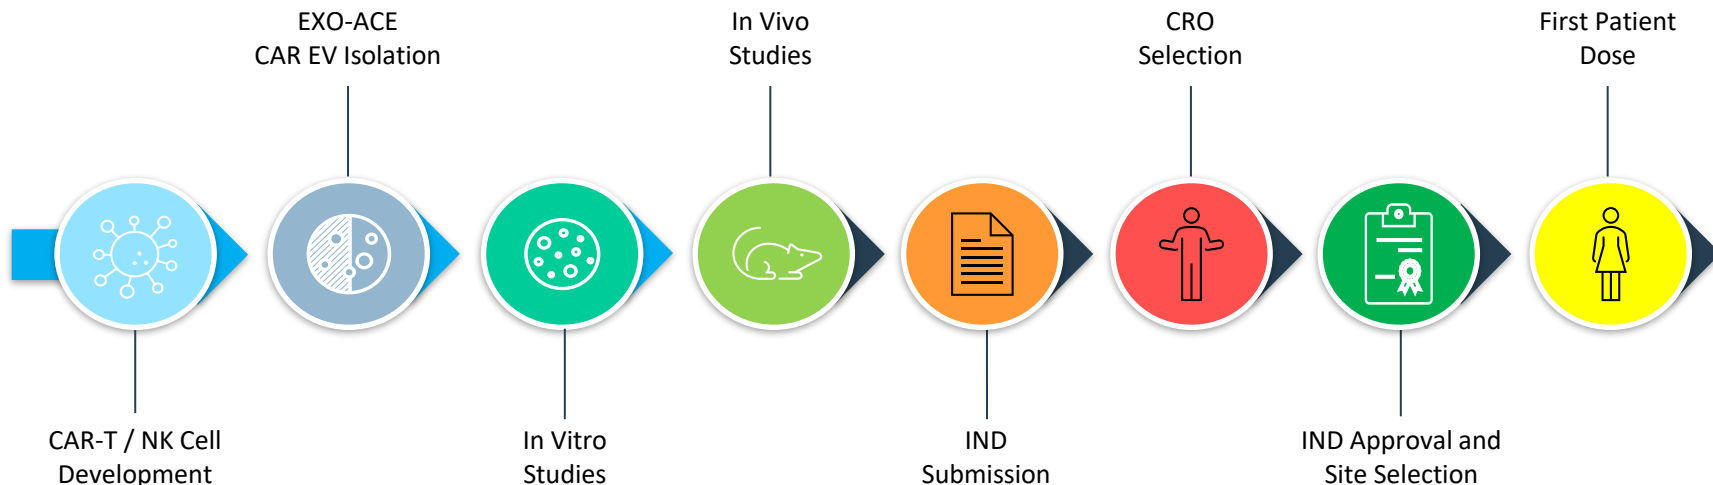 EXO-ACE
CAR EV Isolation
In Vivo
Studies
CRO
Selection
First Patient
Dose
CAR-T / NK Cell
Development
In Vitro
Studies
IND
Submission
IND Approval and
Site Selection